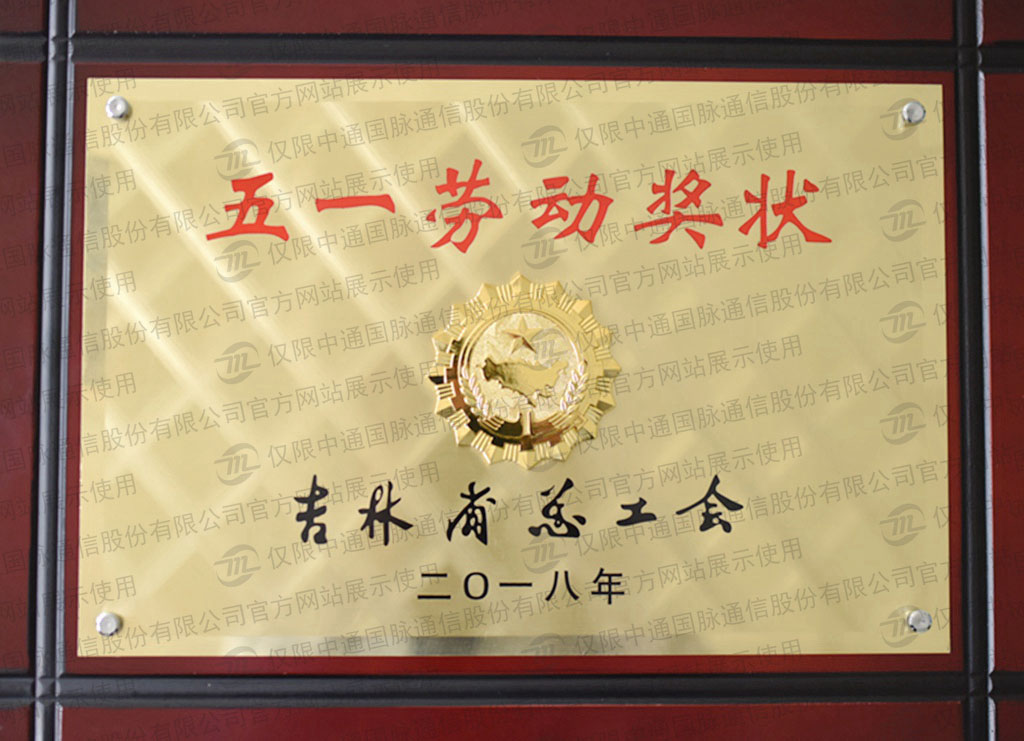 五一劳动奖状
吉林省总工会
二O一八年
仅限中通国脉通信股份有限公司官方网站展示使用